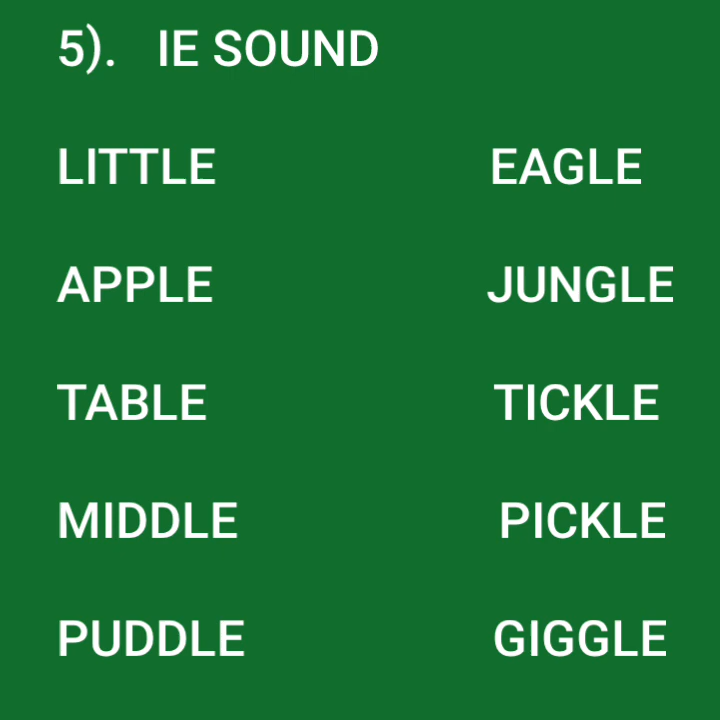 5). IE SOUND
LITTLE EAGLE
APPLE JUNGLE
TABLE TICKLE
MIDDLE PICKLE
PUDDLE GIGGLE